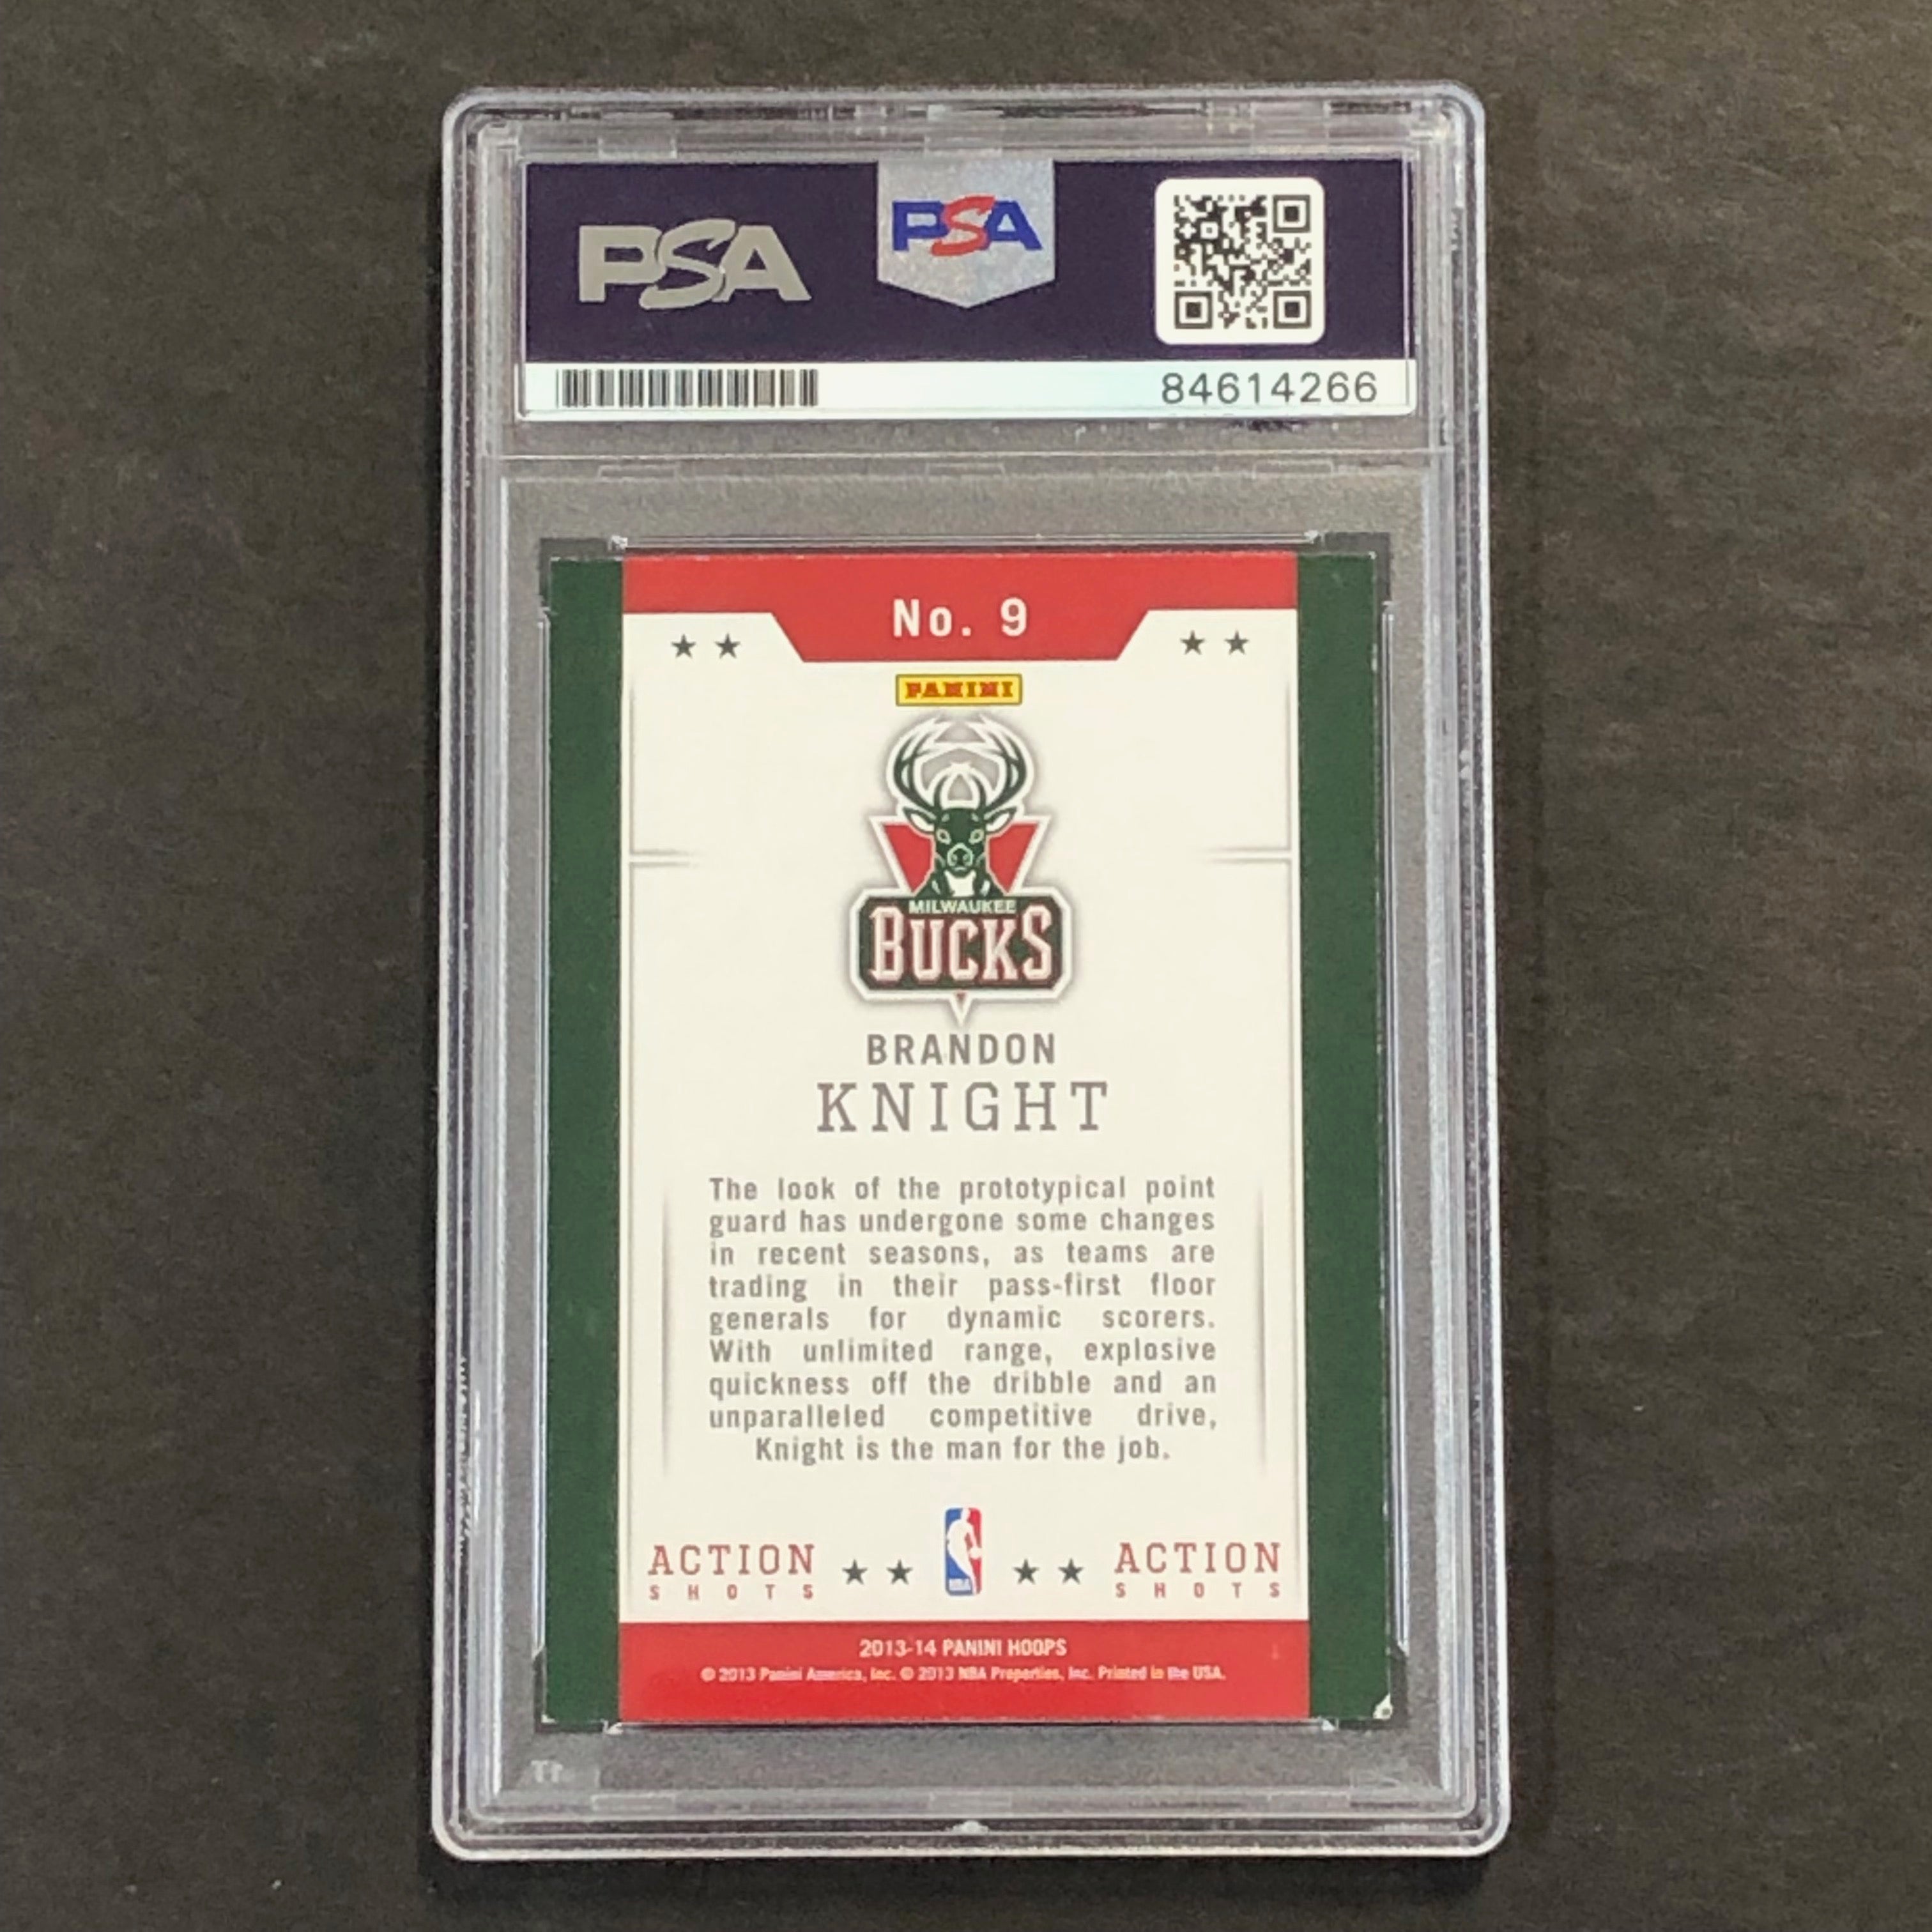 PSA
PSA
84614266
No. 9
PANINI
MILWAUKEE
BUCKS
BRANDON
KNIGHT
The look of the prototypical point
guard has undergone some changes
in recent seasons, as teams are
trading in their pass-first floor
generals for dynamic scorers.
With unlimited range, explosive
quickness off the dribble and an
unparalleled competitive drive,
Knight is the man for the job.
ACTION
SHOTS
NBA
ACTION
SHOTS
2013-14 PANINI HOOPS
© 2013 Panini America, Inc. © 2013 NBA Properties, Inc. Printed in the USA.